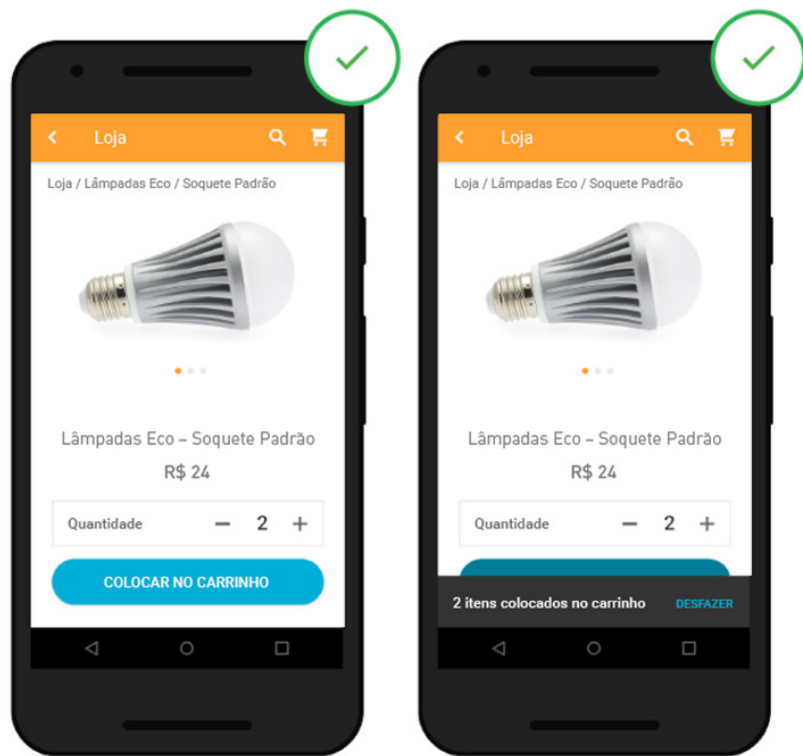 Loja
Loja / Lâmpadas Eco / Soquete Padrão
Lâmpadas Eco – Soquete Padrão
R$ 24
Quantidade − 2 +
COLOCAR NO CARRINHO
Loja
Loja / Lâmpadas Eco / Soquete Padrão
Lâmpadas Eco – Soquete Padrão
R$ 24
Quantidade − 2 +
2 itens colocados no carrinho DESFAZER